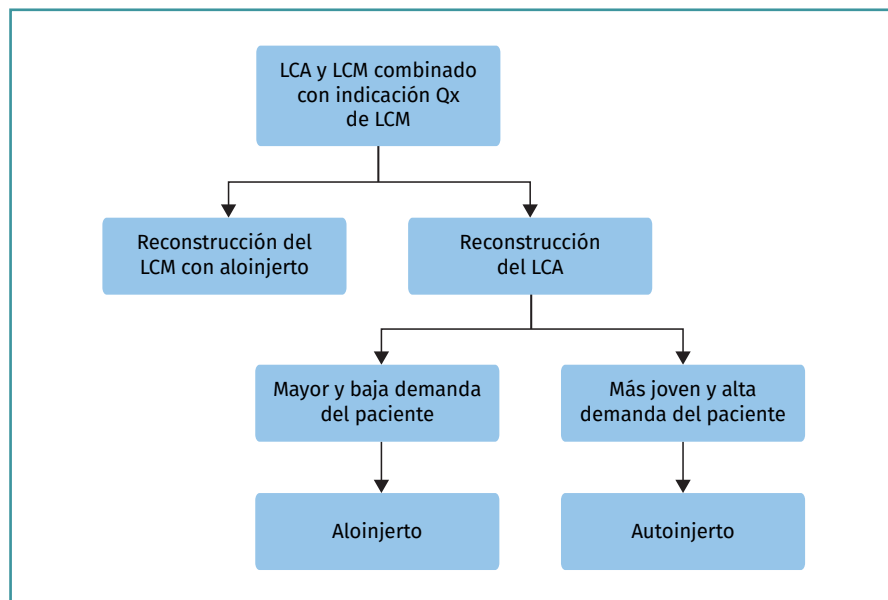 LCA y LCM combinado
con indicación Qx
de LCM
Reconstrucción del
LCM con aloinjerto
Reconstrucción
del LCA
Mayor y baja demanda
del paciente
Más joven y alta
demanda del paciente
Aloinjerto
Autoinjerto